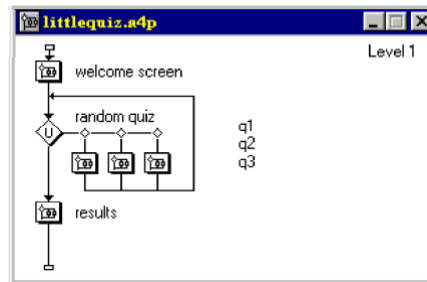 littlequiz.a4p
Level 1
welcome screen
random quiz
U
q1
q2
q3
results